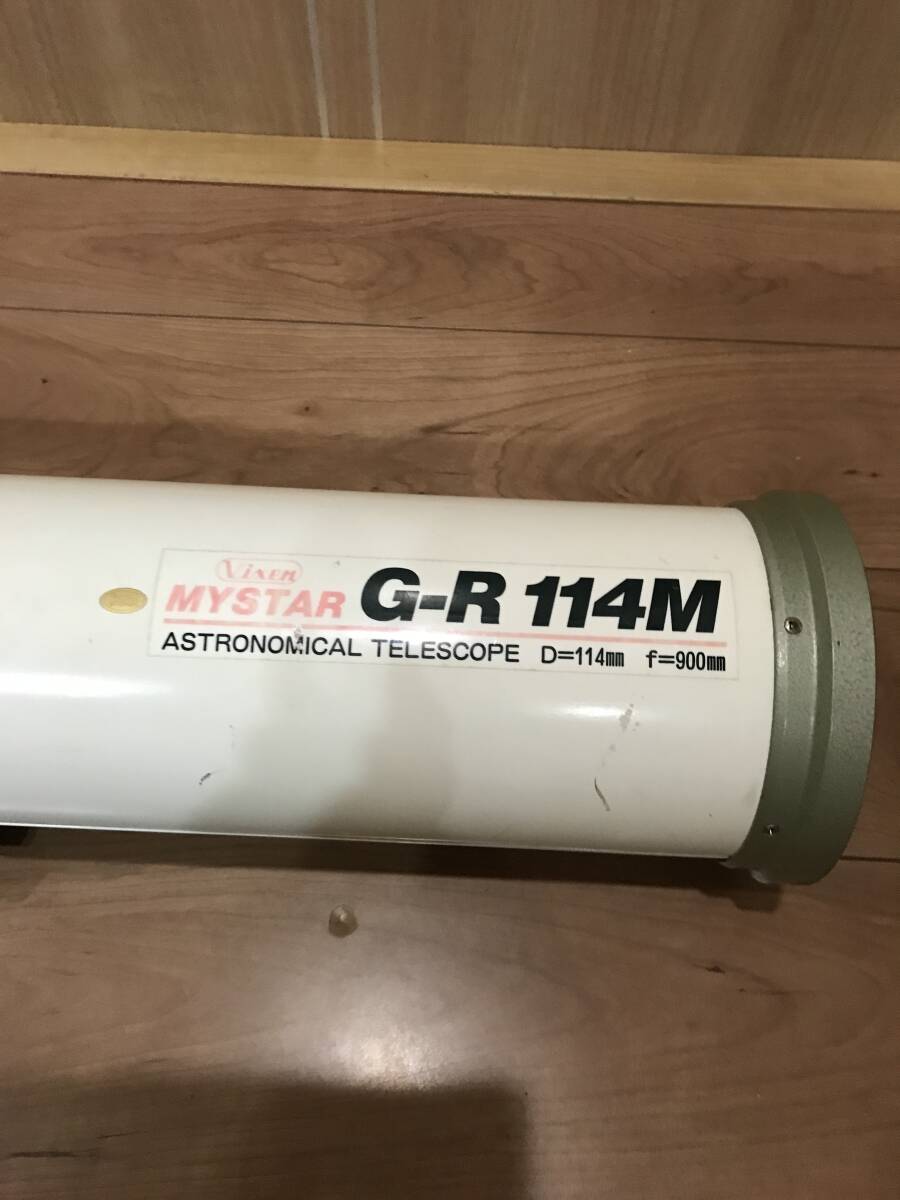 Vixen
MYSTAR G-R 114M
ASTRONOMICAL TELESCOPE D=114㎜ f=900㎜